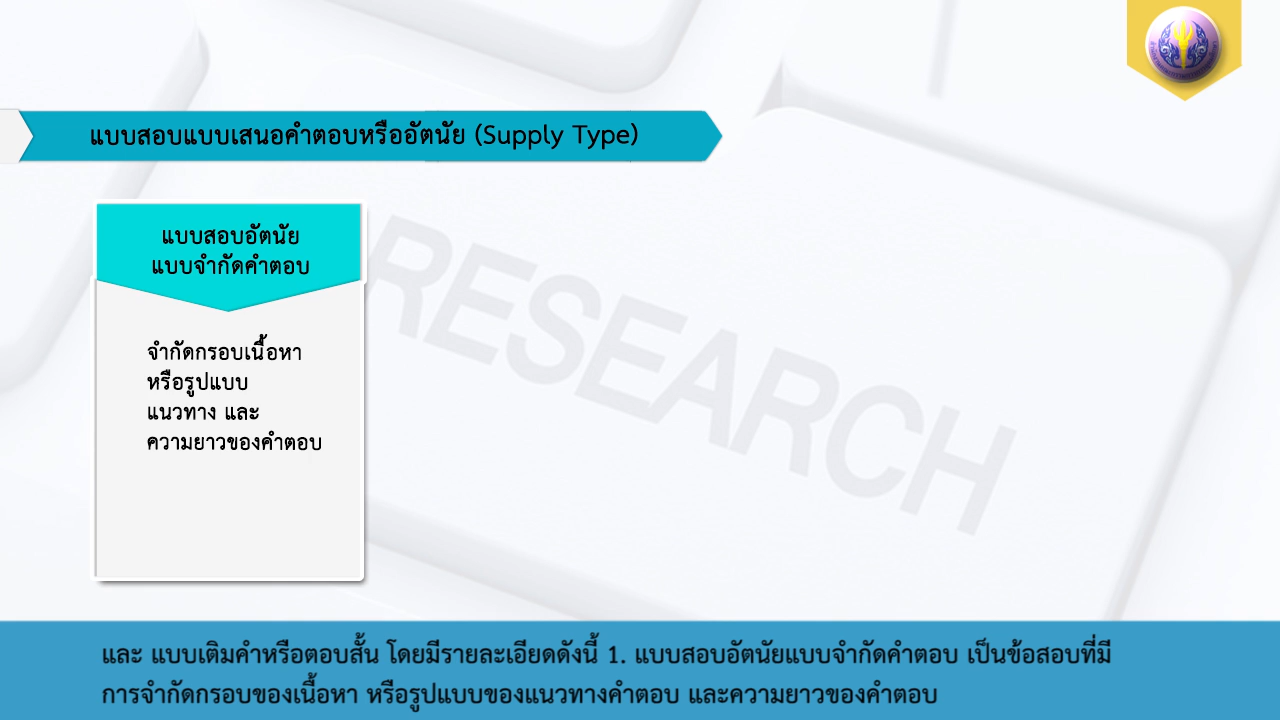 แบบสอบแบบเสนอคำตอบหรืออัตนัย (Supply Type)
แบบสอบอัตนัย
แบบจำกัดคำตอบ
จำกัดกรอบเนื้อหา
หรือรูปแบบ
แนวทาง และ
ความยาวของคำตอบ
RESEARCH
และ แบบเติมคำหรือตอบสั้น โดยมีรายละเอียดดังนี้ 1. แบบสอบอัตนัยแบบจำกัดคำตอบ เป็นข้อสอบที่มี
การจำกัดกรอบของเนื้อหา หรือรูปแบบของแนวทางคำตอบ และความยาวของคำตอบ